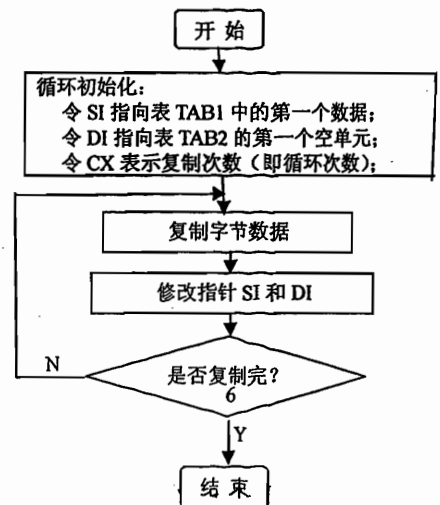 开 始
循环初始化：
令 SI 指向表 TAB1 中的第一个数据；
令 DI 指向表 TAB2 的第一个空单元；
令 CX 表示复制次数（即循环次数）；
复制字节数据
修改指针 SI 和 DI
N
是否复制完？
6
Y
结 束